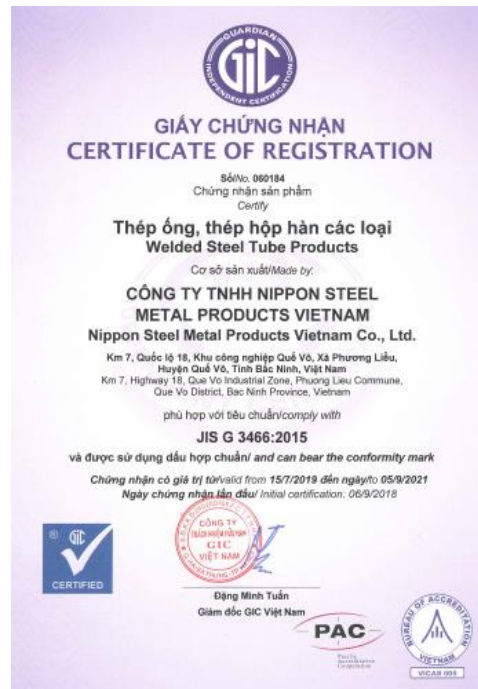 GUARDIAN
GIC
INDEPENDENT CERTIFICATION
GIẤY CHỨNG NHẬN
CERTIFICATE OF REGISTRATION
Số/No. 060184
Chứng nhận sản phẩm
Certify
Thép ống, thép hộp hàn các loại
Welded Steel Tube Products
Cơ sở sản xuất/Made by:
CÔNG TY TNHH NIPPON STEEL
METAL PRODUCTS VIETNAM
Nippon Steel Metal Products Vietnam Co., Ltd.
Km 7, Quốc lộ 18, Khu công nghiệp Quế Võ, Xã Phương Liễu,
Huyện Quế Võ, Tỉnh Bắc Ninh, Việt Nam
Km 7, Highway 18, Que Vo Industrial Zone, Phuong Lieu Commune,
Que Vo District, Bac Ninh Province, Vietnam
phù hợp với tiêu chuẩn/comply with
JIS G 3466:2015
và được sử dụng dấu hợp chuẩn/ and can bear the conformity mark
Chứng nhận có giá trị từ/valid from 15/7/2019 đến ngày/to 05/9/2021
Ngày chứng nhận lần đầu/ Initial certification: 06/9/2018
CÔNG TY
TRÁCH NHIỆM HỮU HẠN
GIC
VIỆT NAM
® GIC
CERTIFIED
Đặng Minh Tuấn
Giám đốc GIC Việt Nam
PAC
Pacific
Accreditation
Cooperation
BUREAU OF ACCREDITATION
VIETNAM
VICAS 005